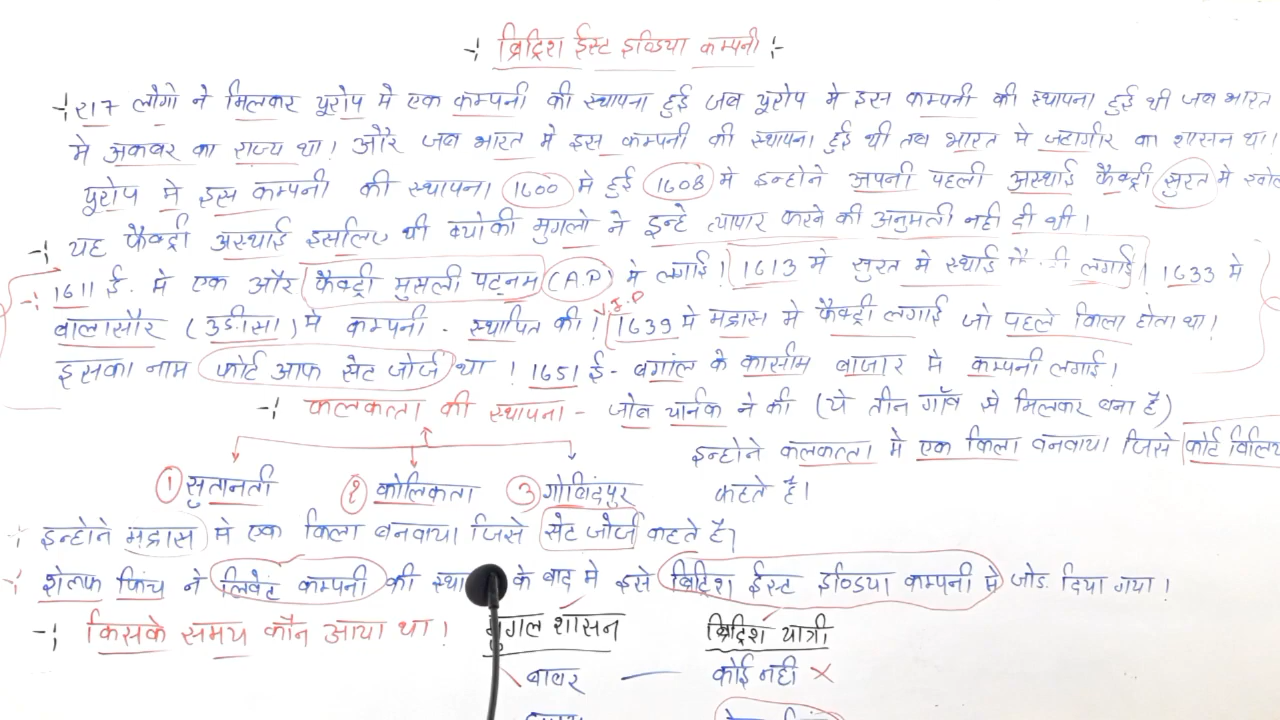 -: ब्रिटिश ईस्ट इण्डिया कम्पनी :-
-: 217 लोगो ने मिलकर यूरोप मे एक कम्पनी की स्थापना हुई जब यूरोप मे इस कम्पनी की स्थापना हुई थी जब भारत
मे अकबर का राज्य था। और जब भारत मे इस कम्पनी की स्थापना हुई थी तब भारत मे जहागीर का शासन था।
यूरोप मे इस कम्पनी की स्थापना 1600 मे हुई 1608 मे इन्होने अपनी पहली अस्थाई फैक्ट्री सुरत मे
-: यह फैक्ट्री अस्थाई इसलिए थी क्योकी मुगलो ने इन्हे व्यापार करने की अनुमती नही दी थी।
-: 1611 ई. मे एक और फैक्ट्री मुसली पट्नम (A.P) मे लगाई। 1613 मे सुरत मे स्थाई लगाई। 1633 मे
बालासौर (उडीसा) मे कम्पनी - स्थापित की। 1639 मे मद्रास मे फैक्ट्री लगाई जो पहले किला होता था।
इसका नाम फोर्ट आफ सेट जोर्ज था। 1651 ई - बगांल के कासीम बाजार मे कम्पनी लगाई।
-: कलकता की स्थापना - जोब चार्नक ने की (ये तीन गॉव से मिलकर बना है)
इन्होने कलकत्ता मे एक किला बनवाया जिसे
① सुतानती ② कोलिकता ③ गोबिंदपुर कहते है।
-: इन्होने मद्रास मे एक किला बनवाया जिसे सेट जोर्ज कहते है।
-: शेल्फ फिंच ने लिवेंट कम्पनी की के बाद मे इसे ब्रिटिश ईस्ट इण्डिया कम्पनी मे जोड दिया गया।
-: किसके समय कौन आया था। मुगल शासन ब्रिटिश यात्री
बाबर — कोई नही ×